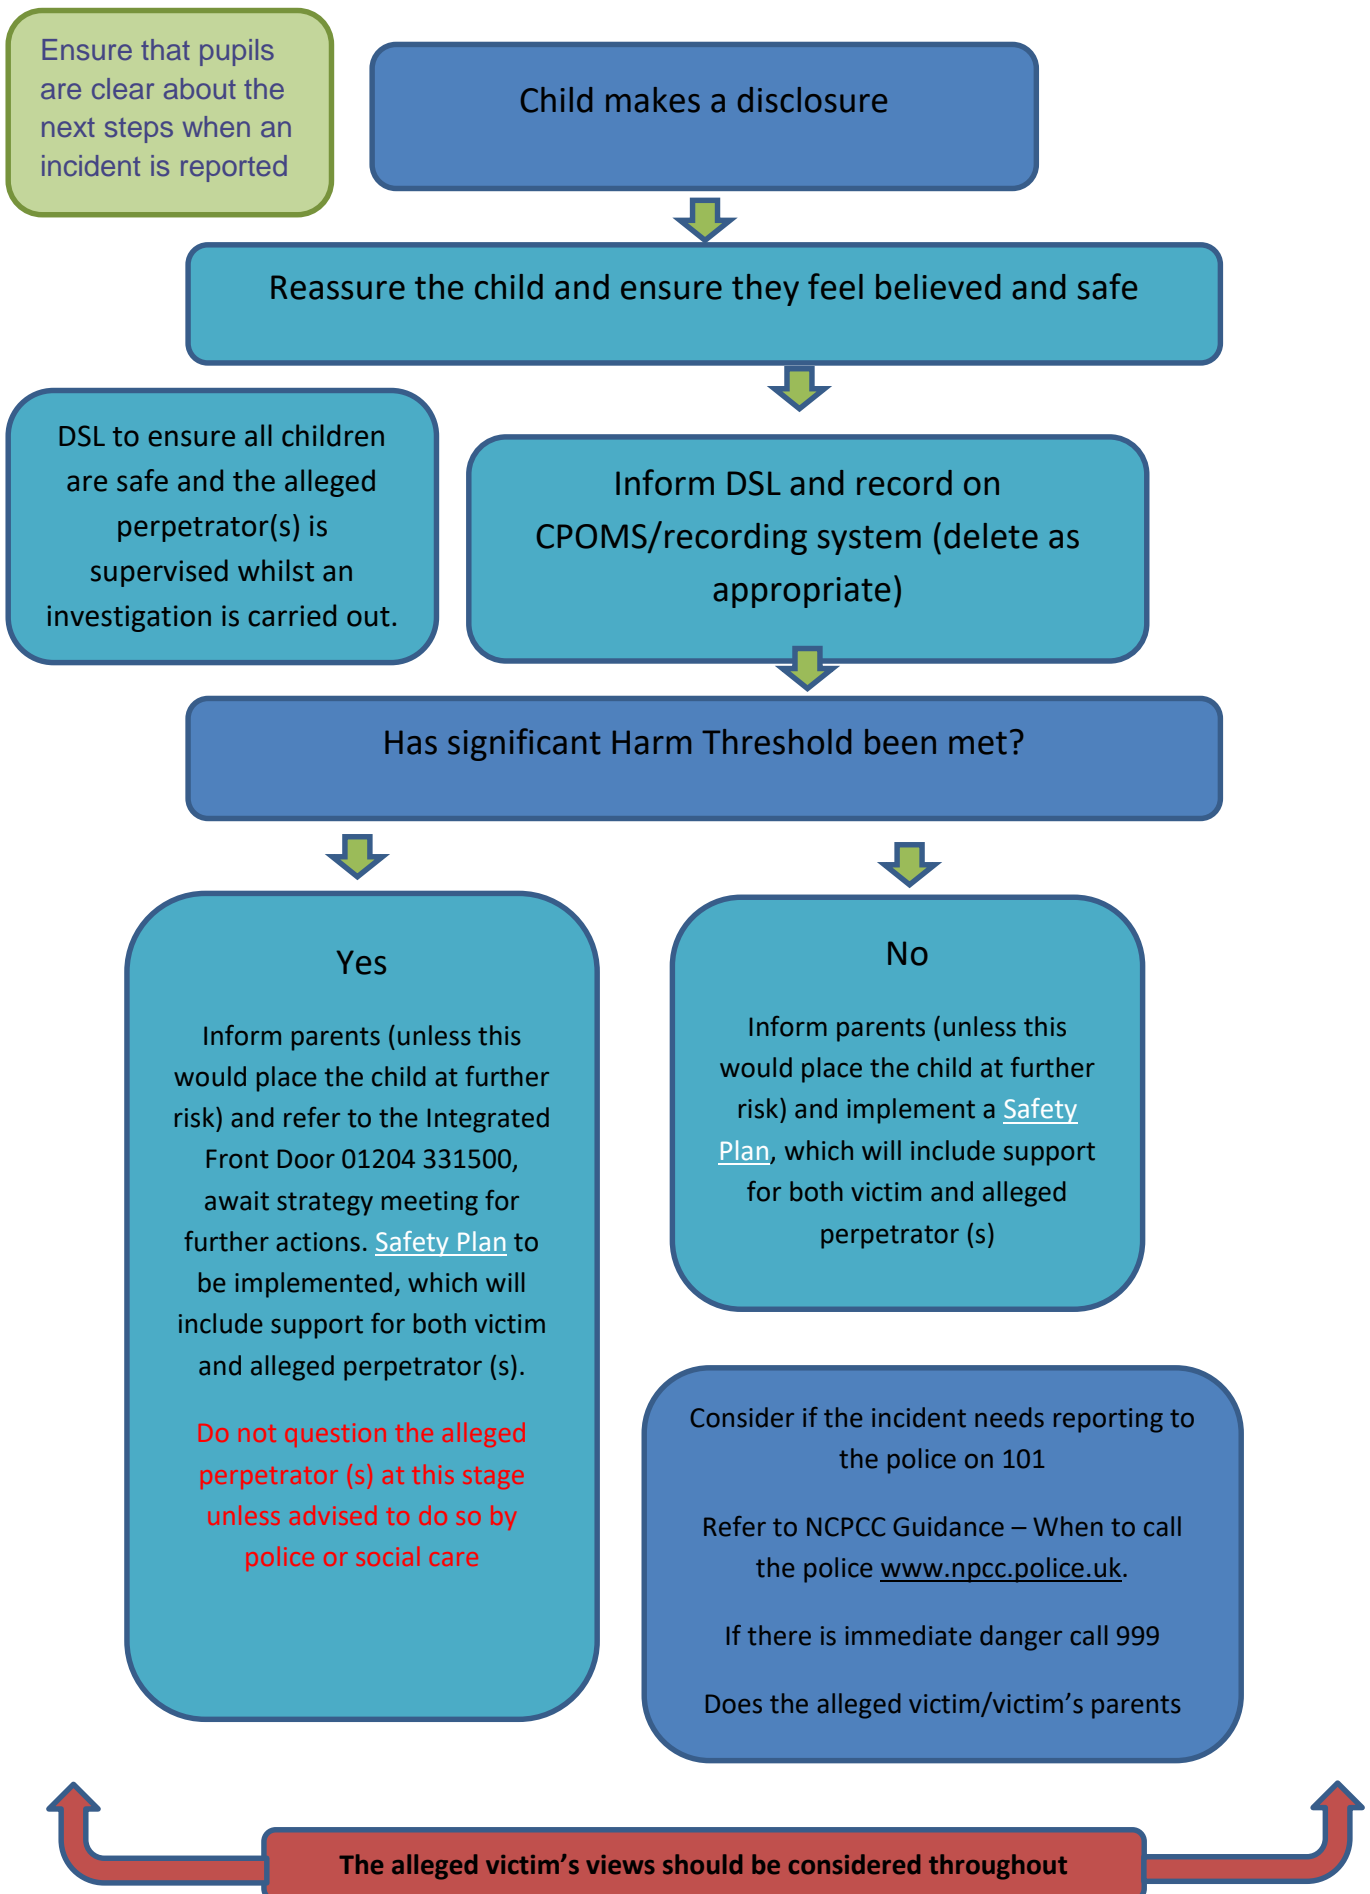 Ensure that pupils
are clear about the
next steps when an
incident is reported
Child makes a disclosure
Reassure the child and ensure they feel believed and safe
DSL to ensure all children
are safe and the alleged
perpetrator(s) is
supervised whilst an
investigation is carried out.
Inform DSL and record on
CPOMS/recording system (delete as
appropriate)
Has significant Harm Threshold been met?
Yes
Inform parents (unless this
would place the child at further
risk) and refer to the Integrated
Front Door 01204 331500,
await strategy meeting for
further actions. Safety Plan to
be implemented, which will
include support for both victim
and alleged perpetrator (s).
Do not question the alleged
perpetrator (s) at this stage
unless advised to do so by
police or social care
No
Inform parents (unless this
would place the child at further
risk) and implement a Safety
Plan, which will include support
for both victim and alleged
perpetrator (s)
Consider if the incident needs reporting to
the police on 101
Refer to NCPCC Guidance – When to call
the police www.npcc.police.uk.
If there is immediate danger call 999
Does the alleged victim/victim’s parents
The alleged victim’s views should be considered throughout